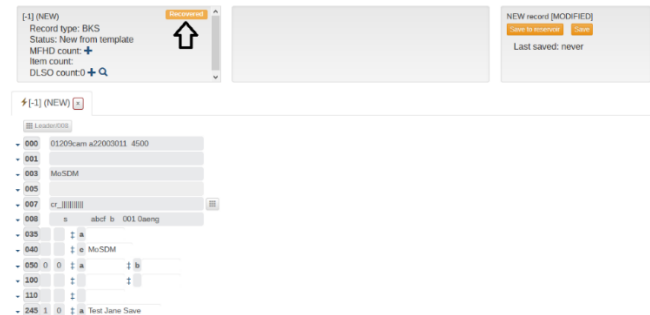 [-1] (NEW)
Recovered
Record type: BKS
Status: New from template
MFHD count:
Item count:
DLSO count:0
NEW record [MODIFIED]
Save to reservoir Save
Last saved: never
[-1] (NEW) x
Leader/008
000 01209cam a22003011 4500
001
003 MoSDM
005
007 cr_||||||||||
008 s abcf b 001 0aeng
035 ‡ a
040 ‡ c MoSDM
050 0 0 ‡ a ‡ b
100 ‡ ‡
110 ‡
245 1 0 ‡ a Test Jane Save